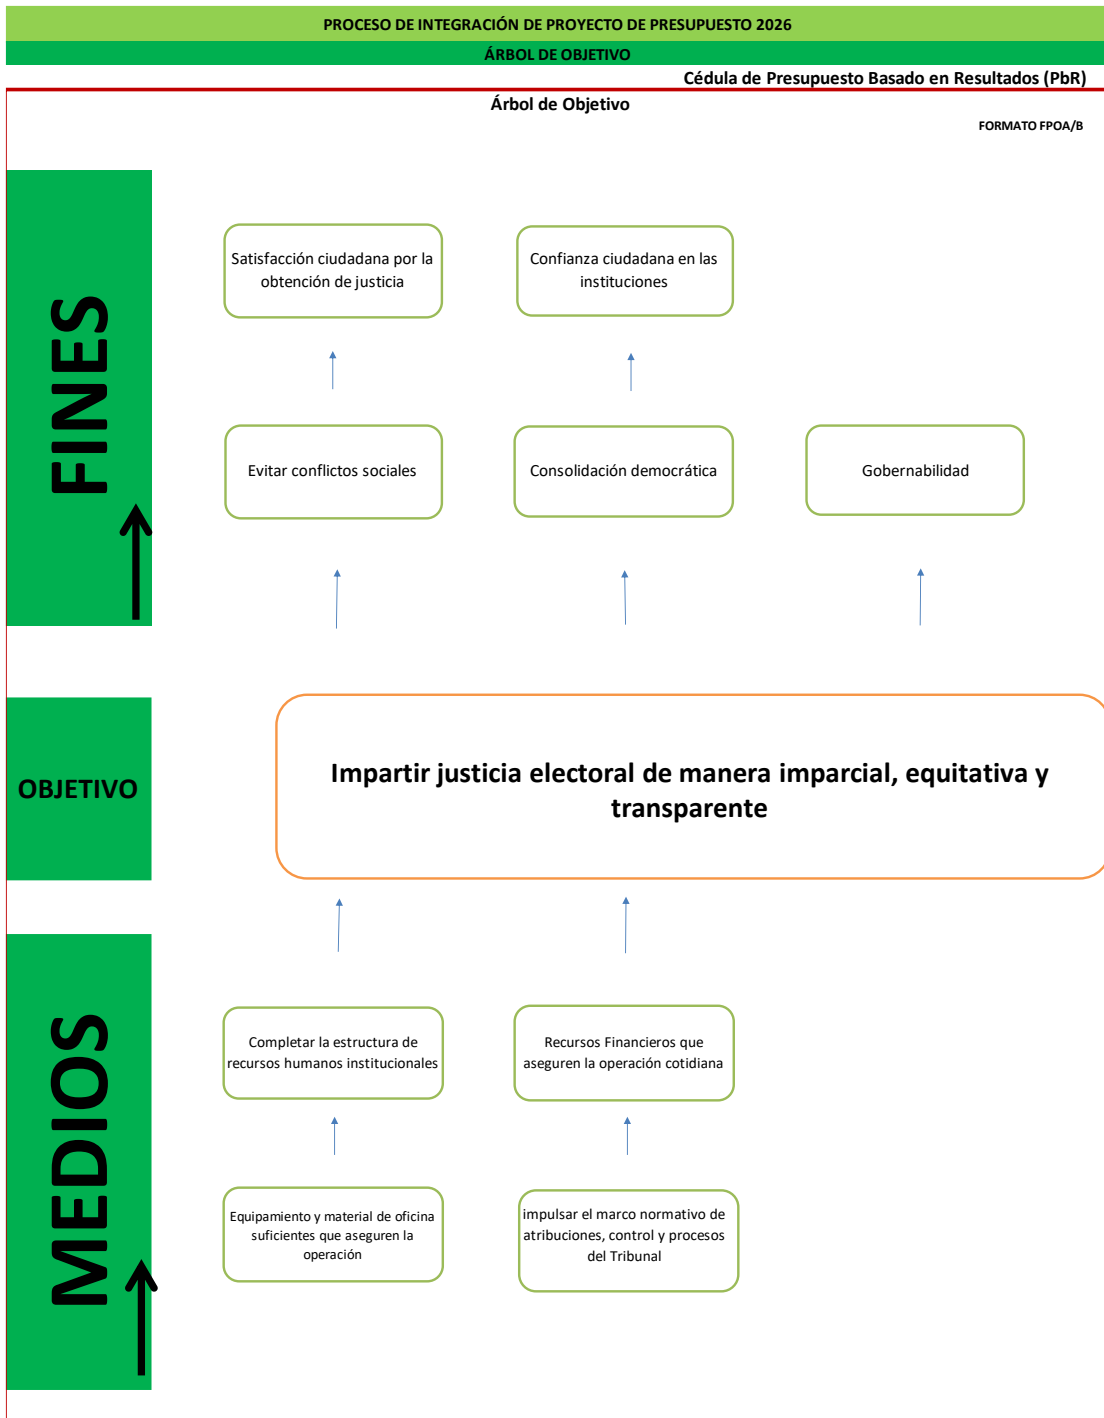 PROCESO DE INTEGRACIÓN DE PROYECTO DE PRESUPUESTO 2026
ÁRBOL DE OBJETIVO
Cédula de Presupuesto Basado en Resultados (PbR)
Árbol de Objetivo
FORMATO FPOA/B
FINES
Satisfacción ciudadana por la
obtención de justicia
Confianza ciudadana en las
instituciones
Evitar conflictos sociales
Consolidación democrática
Gobernabilidad
OBJETIVO
Impartir justicia electoral de manera imparcial, equitativa y
transparente
MEDIOS
Completar la estructura de
recursos humanos institucionales
Recursos Financieros que
aseguren la operación cotidiana
Equipamiento y material de oficina
suficientes que aseguren la
operación
impulsar el marco normativo de
atribuciones, control y procesos
del Tribunal